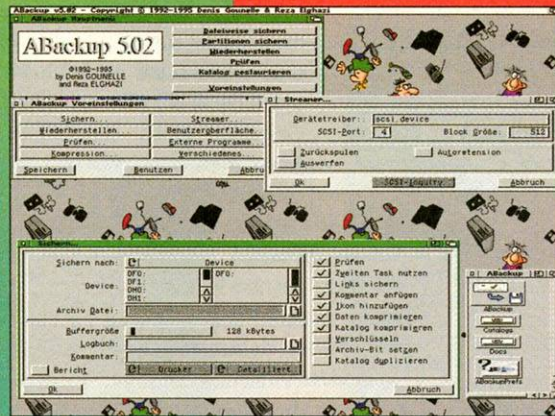 ABackup v5.02 - Copyright © 1992-1995 Denis Gounelle & Reza Elghazi
ABackup Hauptmenü
ABackup 5.02
©1992-1995
by Denis GOUNELLE
and Reza ELGHAZI
Dateiweise sichern
Partitionen sichern
Wiederherstellen
Prüfen
Katalog restaurieren
Voreinstellungen
ABackup Voreinstellungen
Sichern...
Streamer...
Wiederherstellen...
Benutzeroberfläche...
Prüfen...
Externe Programme...
Kompression...
Verschiedenes...
Speichern
Benutzen
Abbru
Streamer...
Gerätetreiber:
scsi.device
SCSI-Port:
4
Block Größe:
512
Zurückspulen
Autoretension
Auswerfen
Ok
SCSI-Inquiry
Abbruch
Sichern...
Sichern nach:
Device
Device:
DF0:
DF1:
DH0:
DH1:
DF0:
Archiv Datei:
Buffergröße
128 kBytes
Logbuch:
Kommentar:
Bericht
Drucker
Detailliert
Prüfen
Zweiten Task nutzen
Links sichern
Kommentar anfügen
Ikon hinzufügen
Daten komprimieren
Katalog komprimieren
Verschlüsseln
Archiv-Bit setzen
Katalog duplizieren
Ok
Abbruch
ABackup
ABackup
Catalogs
Docs
ABackupPrefs